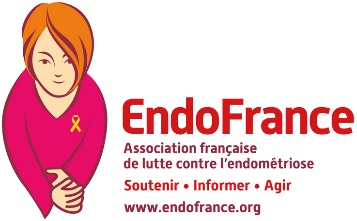 EndoFrance
Association française
de lutte contre l'endométriose
Soutenir • Informer • Agir
www.endofrance.org